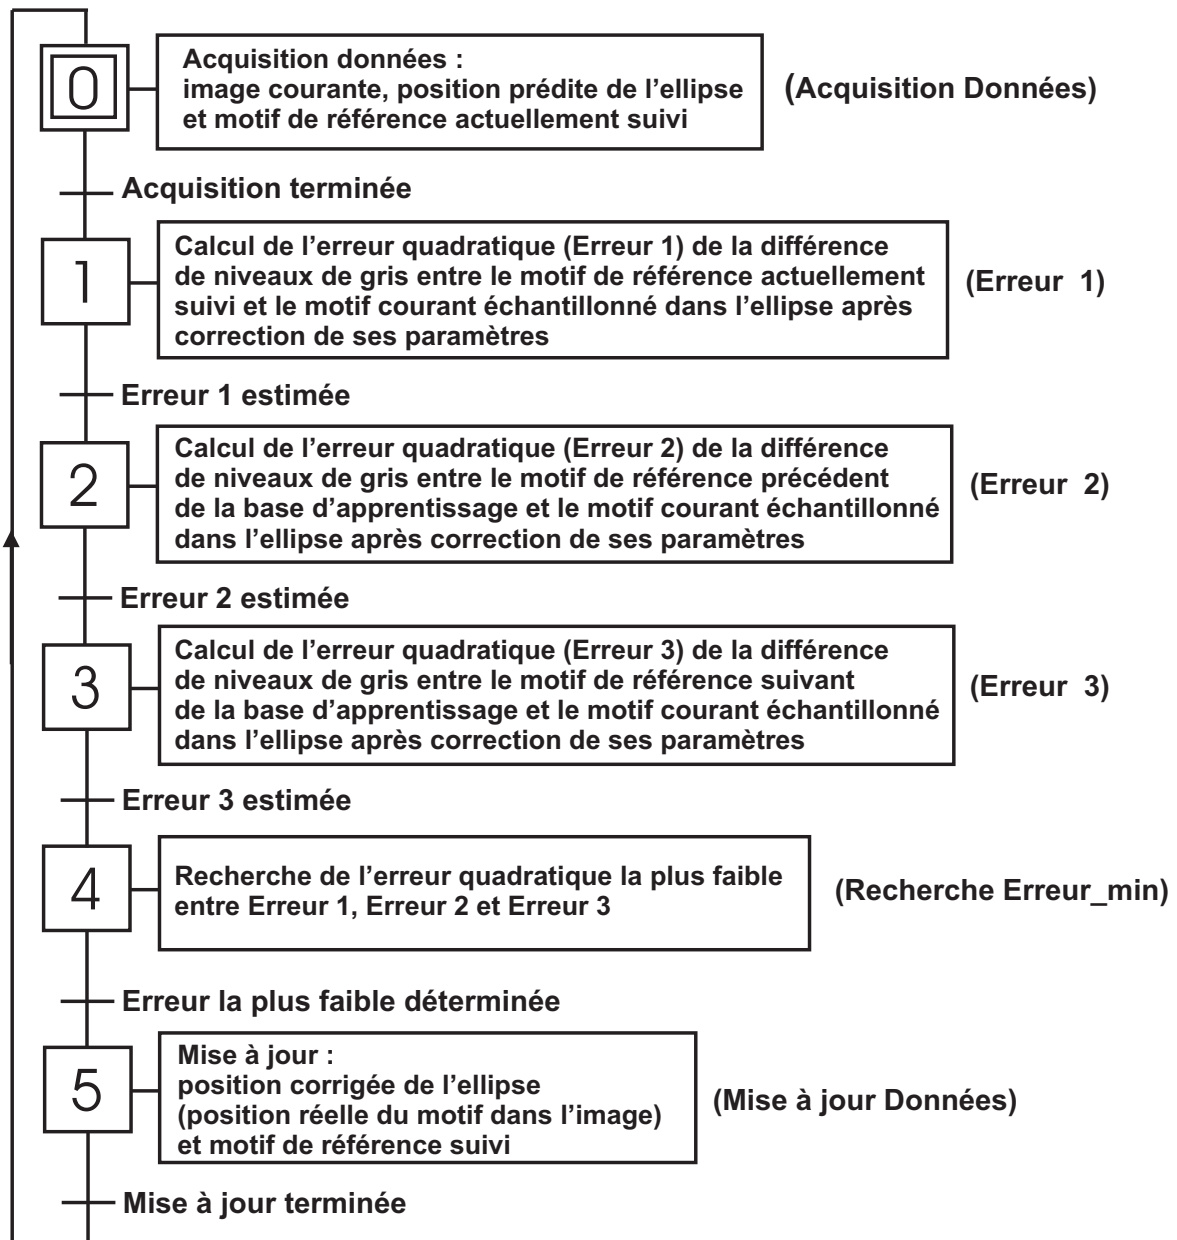 0
Acquisition données :
image courante, position prédite de l'ellipse
et motif de référence actuellement suivi
(Acquisition Données)
Acquisition terminée
1
Calcul de l'erreur quadratique (Erreur 1) de la différence
de niveaux de gris entre le motif de référence actuellement
suivi et le motif courant échantillonné dans l'ellipse après
correction de ses paramètres
(Erreur 1)
Erreur 1 estimée
2
Calcul de l'erreur quadratique (Erreur 2) de la différence
de niveaux de gris entre le motif de référence précédent
de la base d'apprentissage et le motif courant échantillonné
dans l'ellipse après correction de ses paramètres
(Erreur 2)
Erreur 2 estimée
3
Calcul de l'erreur quadratique (Erreur 3) de la différence
de niveaux de gris entre le motif de référence suivant
de la base d'apprentissage et le motif courant échantillonné
dans l'ellipse après correction de ses paramètres
(Erreur 3)
Erreur 3 estimée
4
Recherche de l'erreur quadratique la plus faible
entre Erreur 1, Erreur 2 et Erreur 3
(Recherche Erreur_min)
Erreur la plus faible déterminée
5
Mise à jour :
position corrigée de l'ellipse
(position réelle du motif dans l'image)
et motif de référence suivi
(Mise à jour Données)
Mise à jour terminée